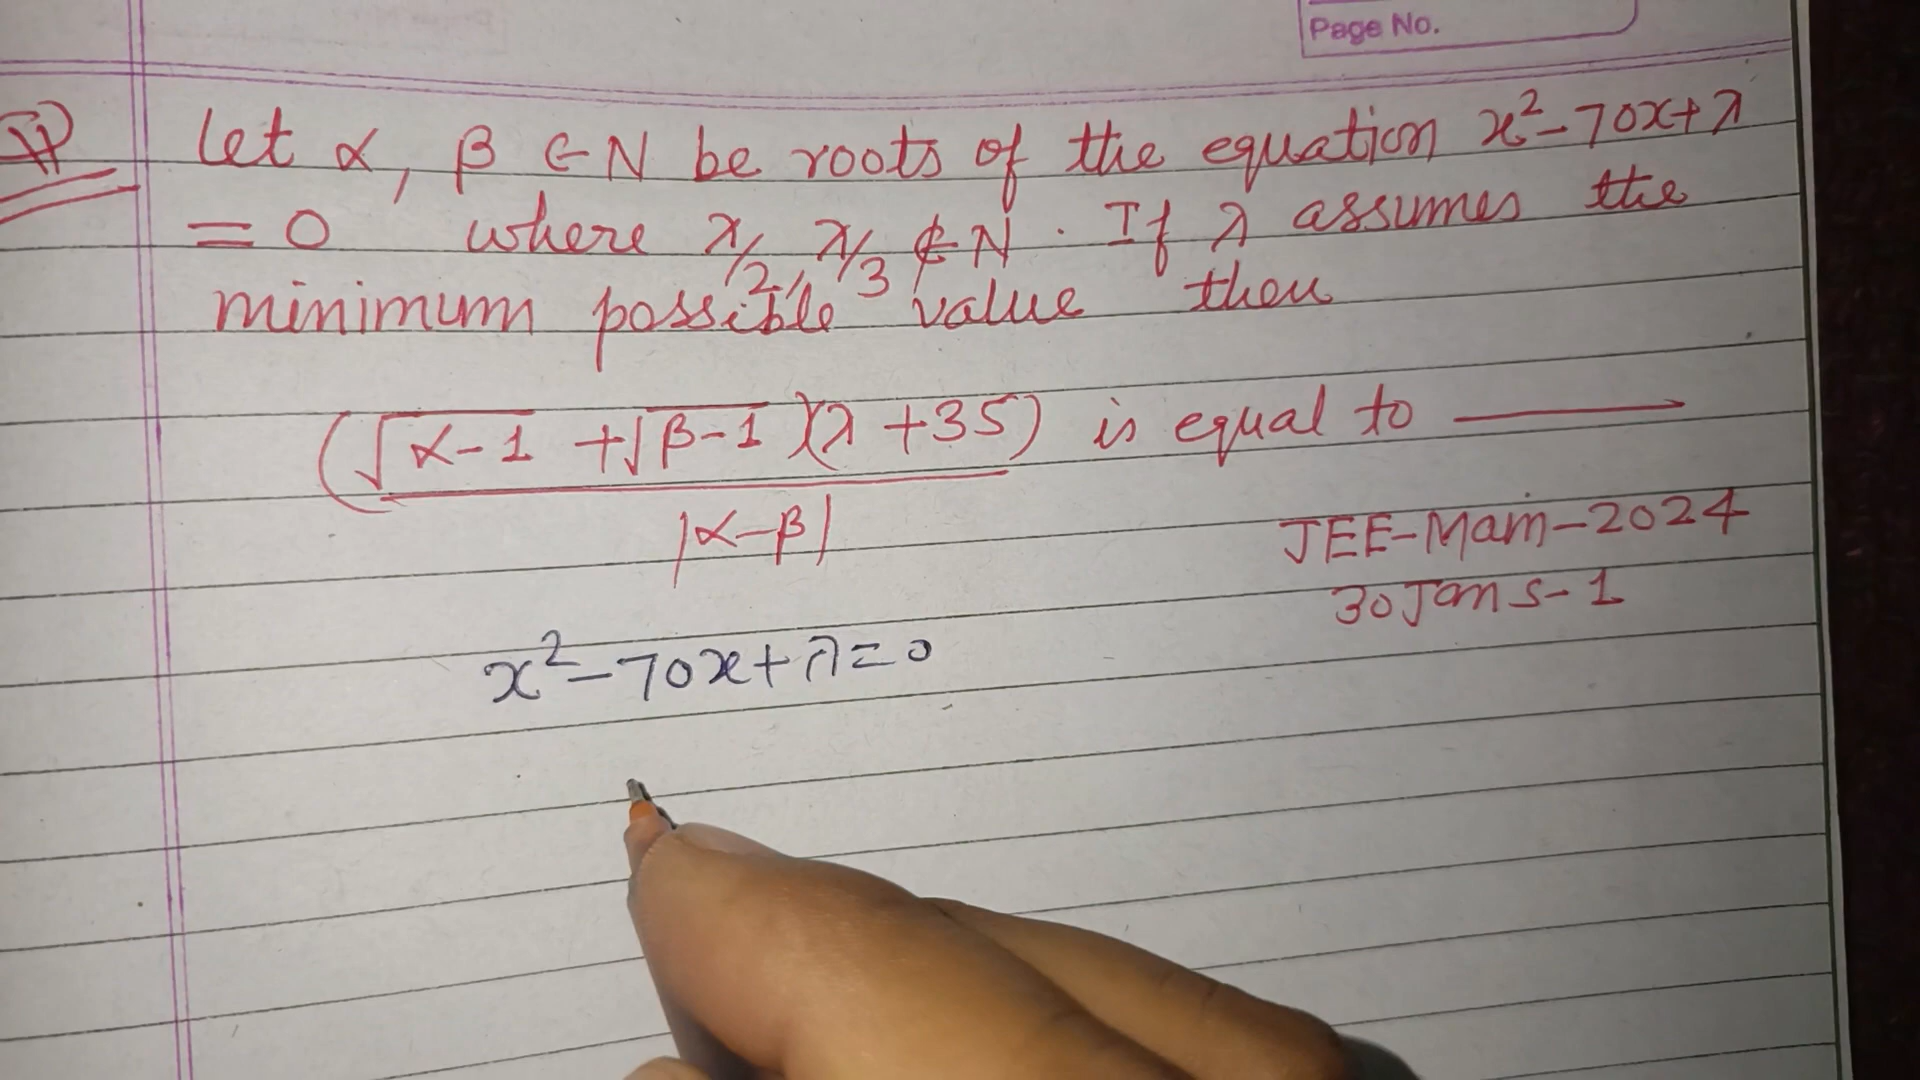 Page No.
let α, β ∈ N be roots of the equation x²-70x+λ
= 0 where λ/2, λ/3 ∉ N. If λ assumes the
minimum possible value then
(√α-1 + √β-1)(λ+35) is equal to ____
|α-β|
JEE-Main-2024
30 Jan S-1
x²-70x+λ=0